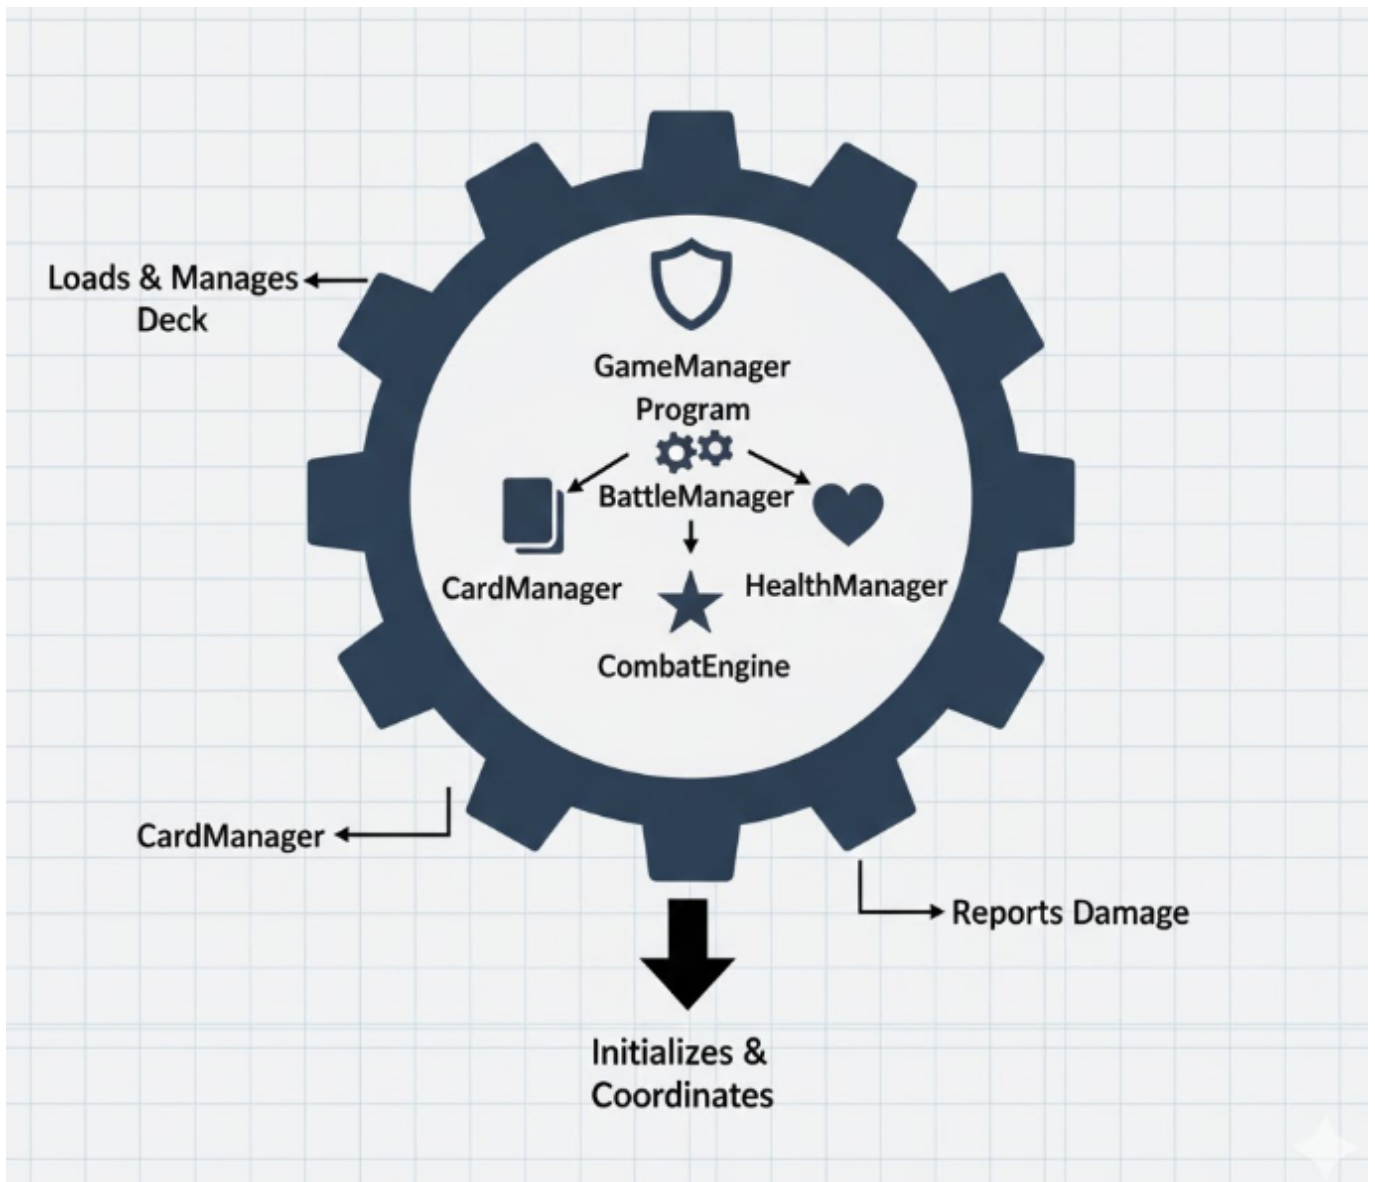 Loads & Manages
Deck
GameManager
Program
BattleManager
CardManager
HealthManager
CombatEngine
CardManager
Reports Damage
Initializes &
Coordinates